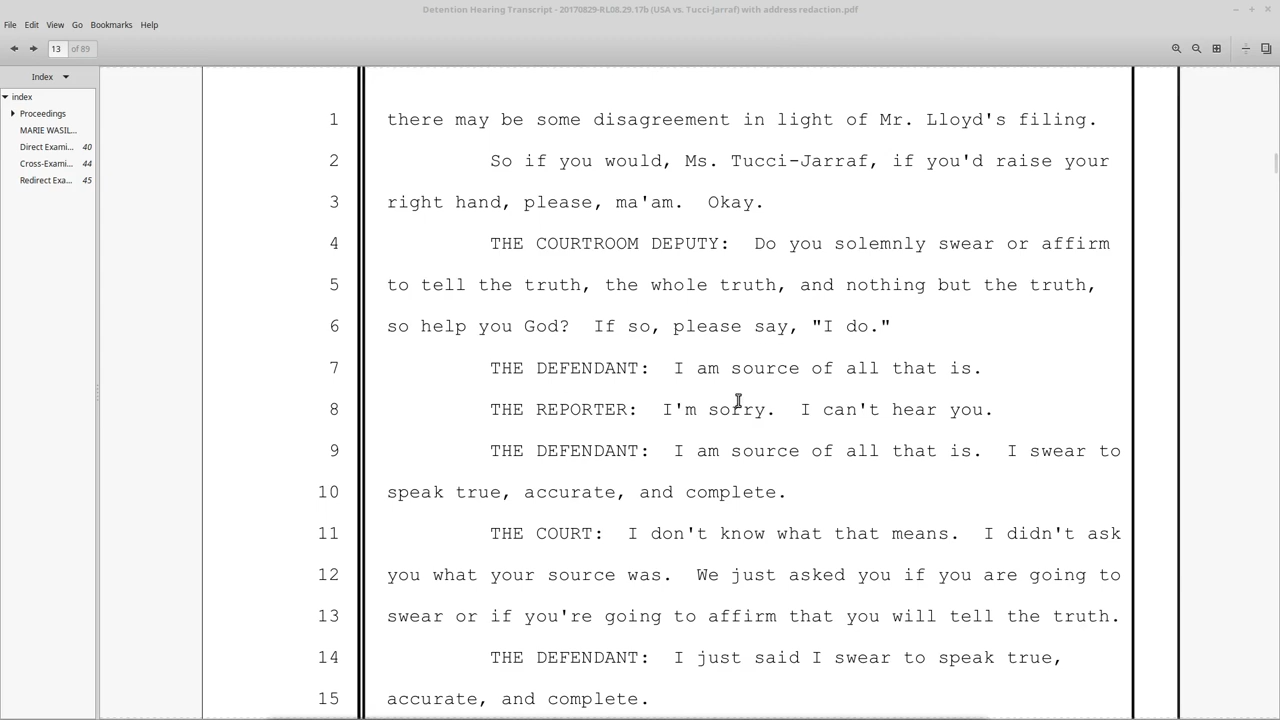 Detention Hearing Transcript - 20170829-RL08.29.17b (USA vs. Tucci-Jarraf) with address redaction.pdf
File Edit View Go Bookmarks Help
13 of 89
Index
index
Proceedings
MARIE WASIL...
Direct Exami... 40
Cross-Exami... 44
Redirect Exa... 45
1 there may be some disagreement in light of Mr. Lloyd's filing.
2 So if you would, Ms. Tucci-Jarraf, if you'd raise your
3 right hand, please, ma'am. Okay.
4 THE COURTROOM DEPUTY: Do you solemnly swear or affirm
5 to tell the truth, the whole truth, and nothing but the truth,
6 so help you God? If so, please say, "I do."
7 THE DEFENDANT: I am source of all that is.
8 THE REPORTER: I'm sorry. I can't hear you.
9 THE DEFENDANT: I am source of all that is. I swear to
10 speak true, accurate, and complete.
11 THE COURT: I don't know what that means. I didn't ask
12 you what your source was. We just asked you if you are going to
13 swear or if you're going to affirm that you will tell the truth.
14 THE DEFENDANT: I just said I swear to speak true,
15 accurate, and complete.